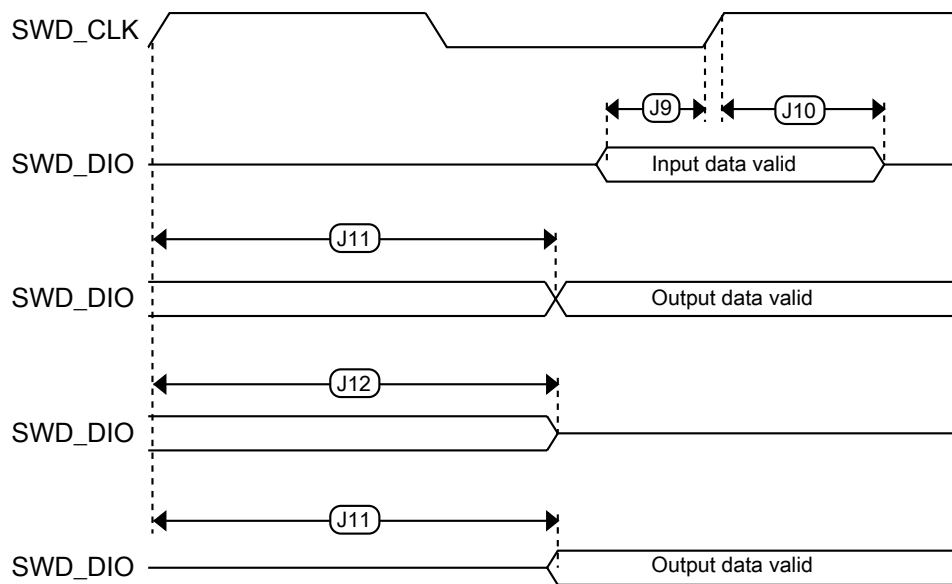 SWD_CLK
J9
J10
SWD_DIO
Input data valid
J11
SWD_DIO
Output data valid
J12
SWD_DIO
J11
SWD_DIO
Output data valid